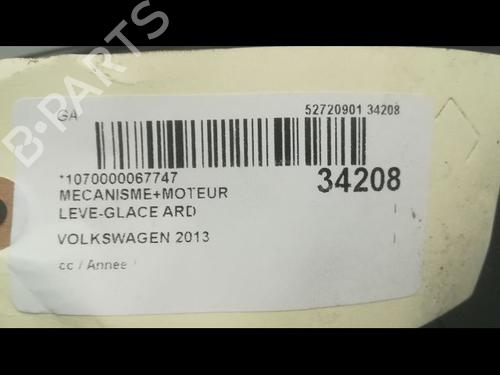 GA
52720901 34208
*1070000067747
34208
MECANISME+MOTEUR
LEVE-GLACE ARD
VOLKSWAGEN 2013
cc / Annee /
B-PARTS